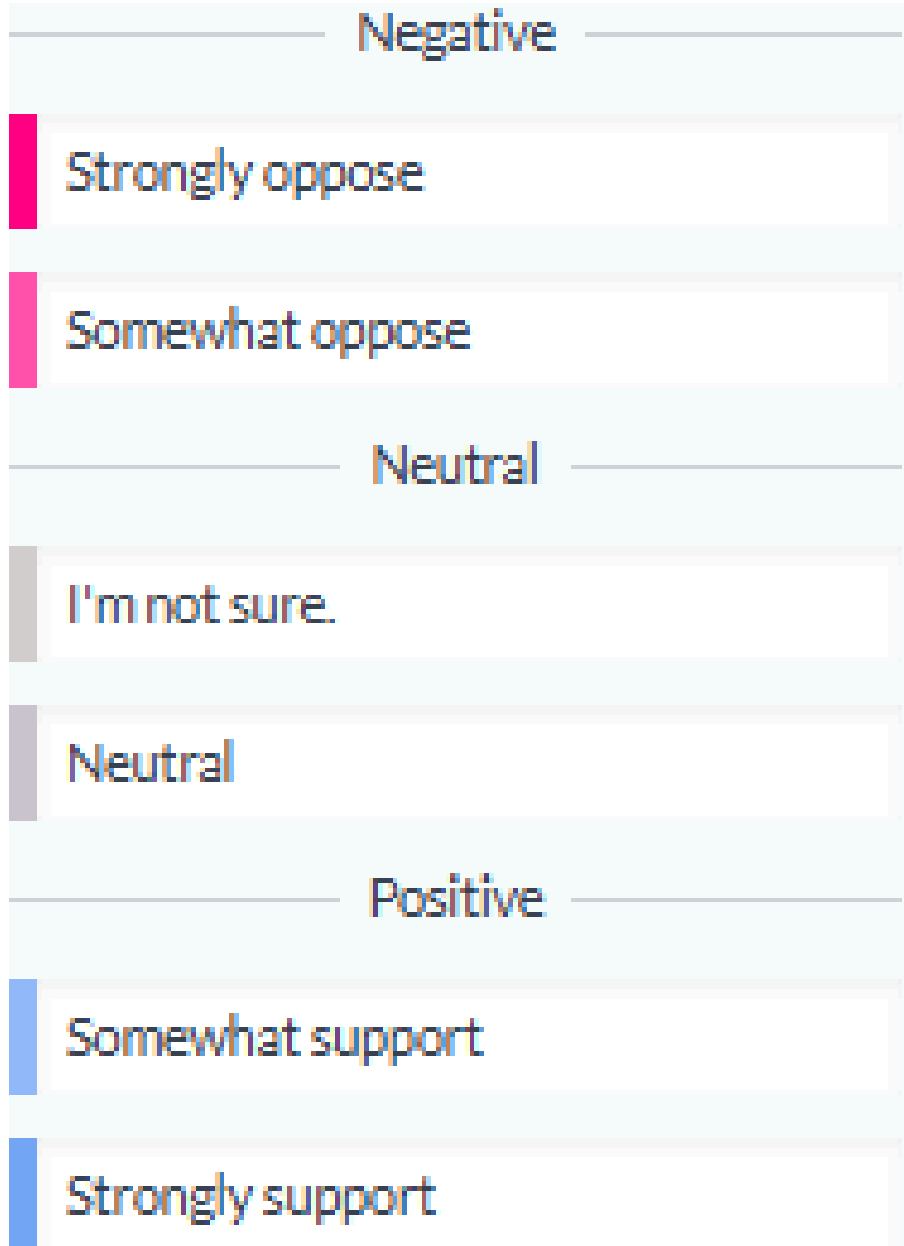 Negative
Strongly oppose
Somewhat oppose
Neutral
I'm not sure.
Neutral
Positive
Somewhat support
Strongly support